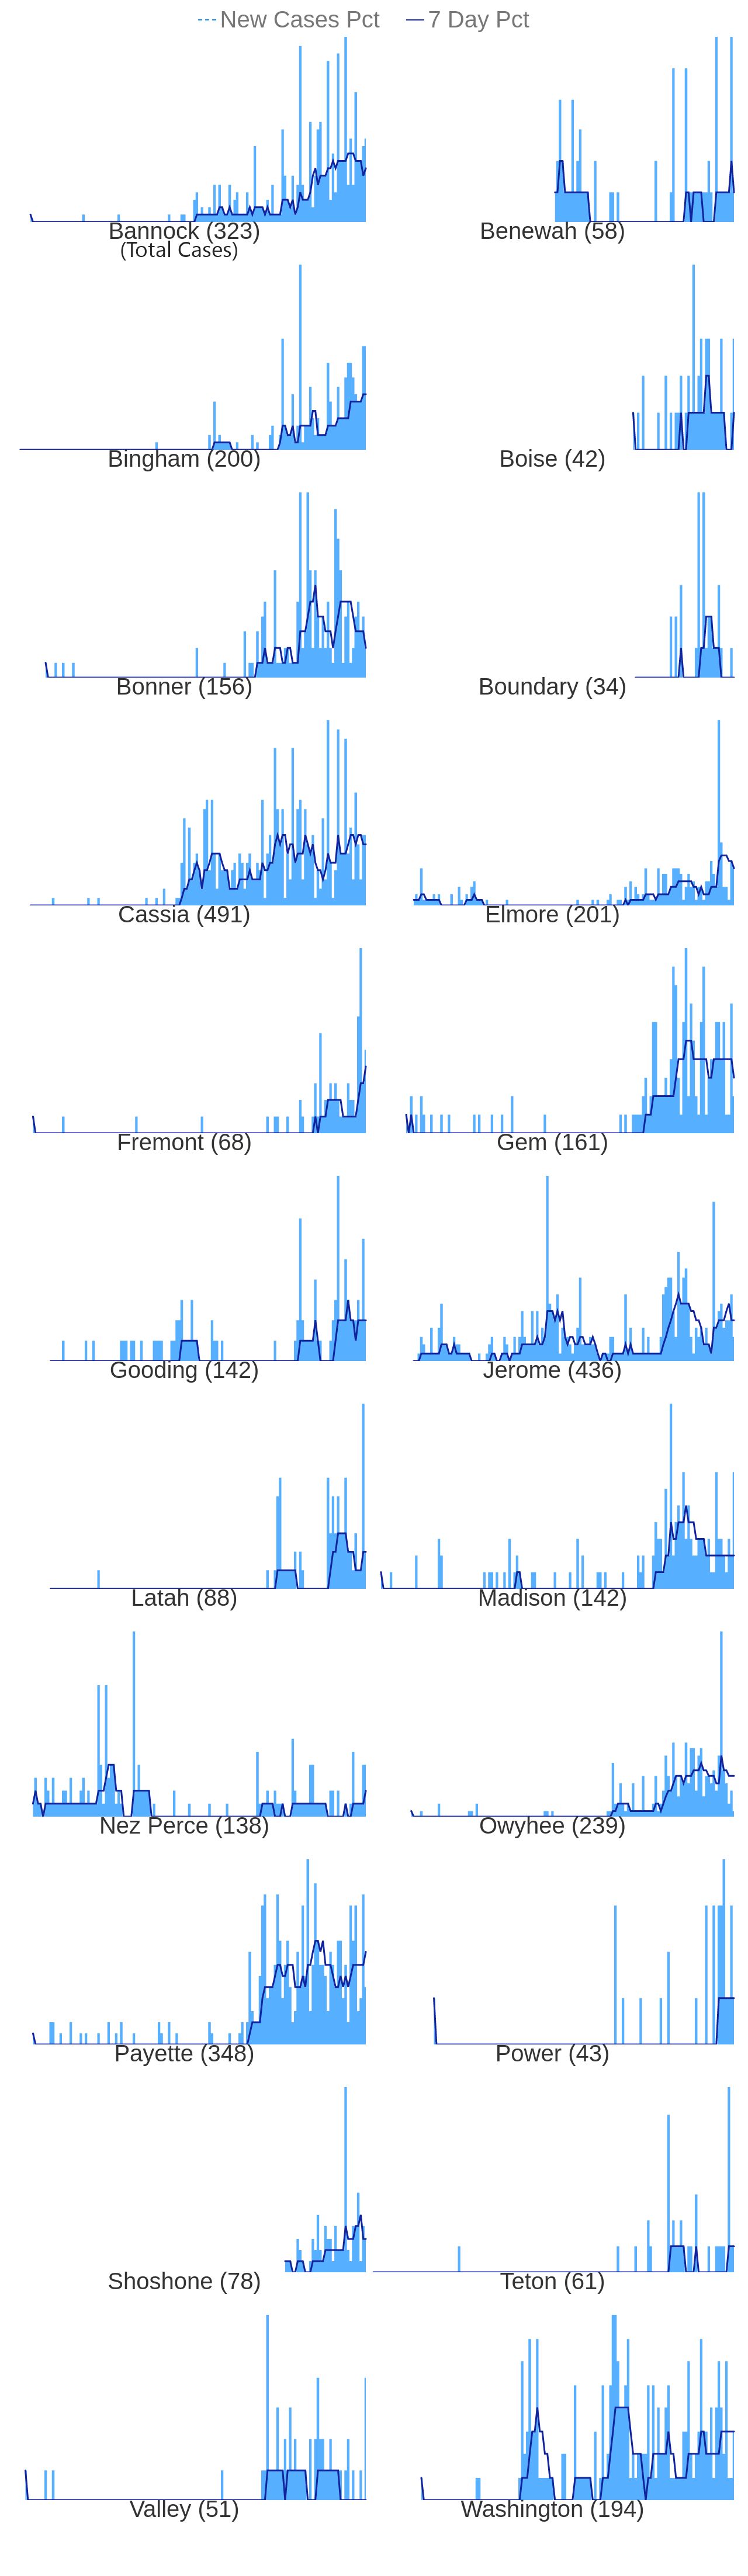 New Cases Pct 7 Day Pct
Bannock (323) Benewah (58)
(Total Cases)
Bingham (200) Boise (42)
Bonner (156) Boundary (34)
Cassia (491) Elmore (201)
Fremont (68) Gem (161)
Gooding (142) Jerome (436)
Latah (88) Madison (142)
Nez Perce (138) Owyhee (239)
Payette (348) Power (43)
Shoshone (78) Teton (61)
Valley (51) Washington (194)